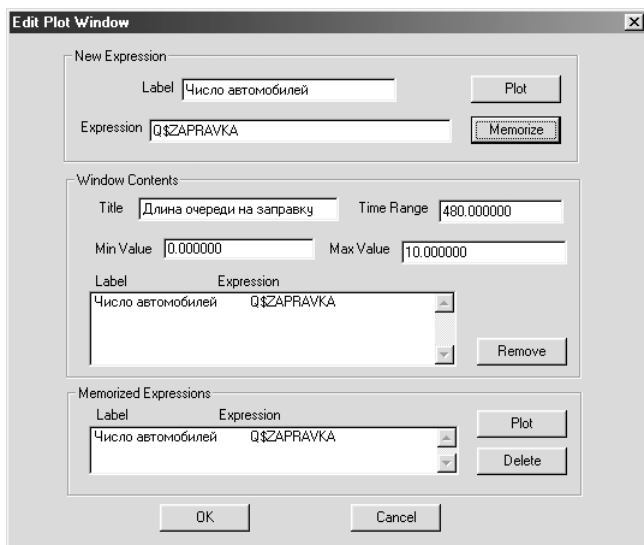 Edit Plot Window
New Expression
Label Число автомобилей Plot
Expression Q$ZAPRAVKA Memorize
Window Contents
Title Длина очереди на заправку Time Range 480.000000
Min Value 0.000000 Max Value 10.000000
Label Expression
Число автомобилей Q$ZAPRAVKA
Remove
Memorized Expressions
Label Expression Plot
Число автомобилей Q$ZAPRAVKA
Delete
OK Cancel